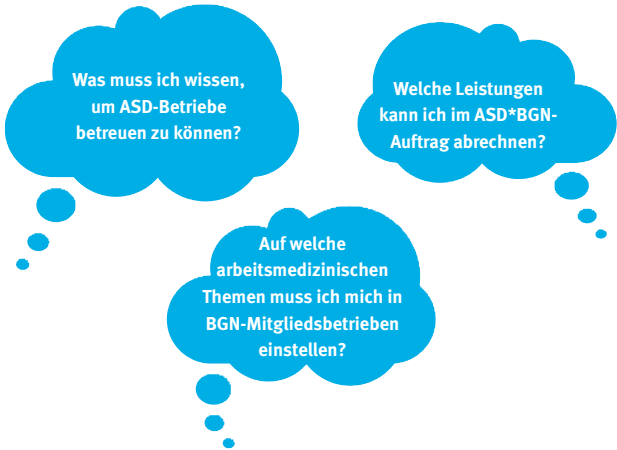 Was muss ich wissen,
um ASD-Betriebe
betreuen zu können?
Welche Leistungen
kann ich im ASD*BGN-
Auftrag abrechnen?
Auf welche
arbeitsmedizinischen
Themen muss ich mich in
BGN-Mitgliedsbetrieben
einstellen?